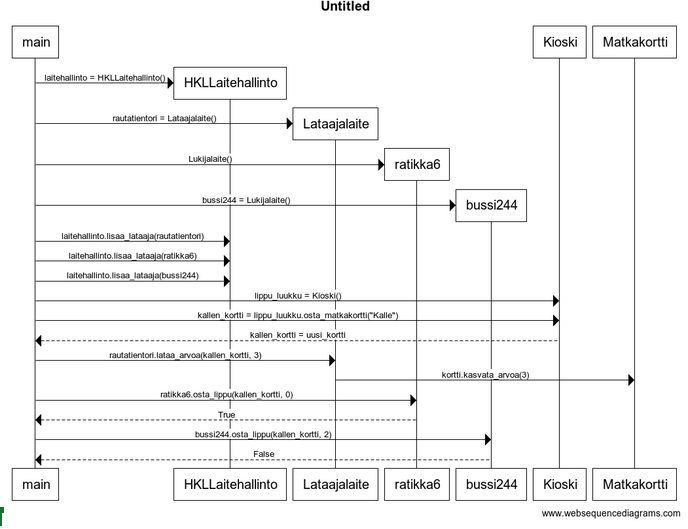 Untitled
main
Kioski
Matkakortti
laitehallinto = HKLLaitehallinto()
HKLLaitehallinto
rautatientori = Lataajalaite()
Lataajalaite
Lukijalaite()
ratikka6
bussi244 = Lukijalaite()
bussi244
laitehallinto.lisaa_lataaja(rautatientori)
laitehallinto.lisaa_lataaja(ratikka6)
laitehallinto.lisaa_lataaja(bussi244)
lippu_luukku = Kioski()
kallen_kortti = lippu_luukku.osta_matkakortti("Kalle")
kallen_kortti = uusi_kortti
rautatientori.lataa_arvoa(kallen_kortti, 3)
kortti.kasvata_arvoa(3)
ratikka6.osta_lippu(kallen_kortti, 0)
True
bussi244.osta_lippu(kallen_kortti, 2)
False
main
HKLLaitehallinto
Lataajalaite
ratikka6
bussi244
Kioski
Matkakortti
www.websequencediagrams.com